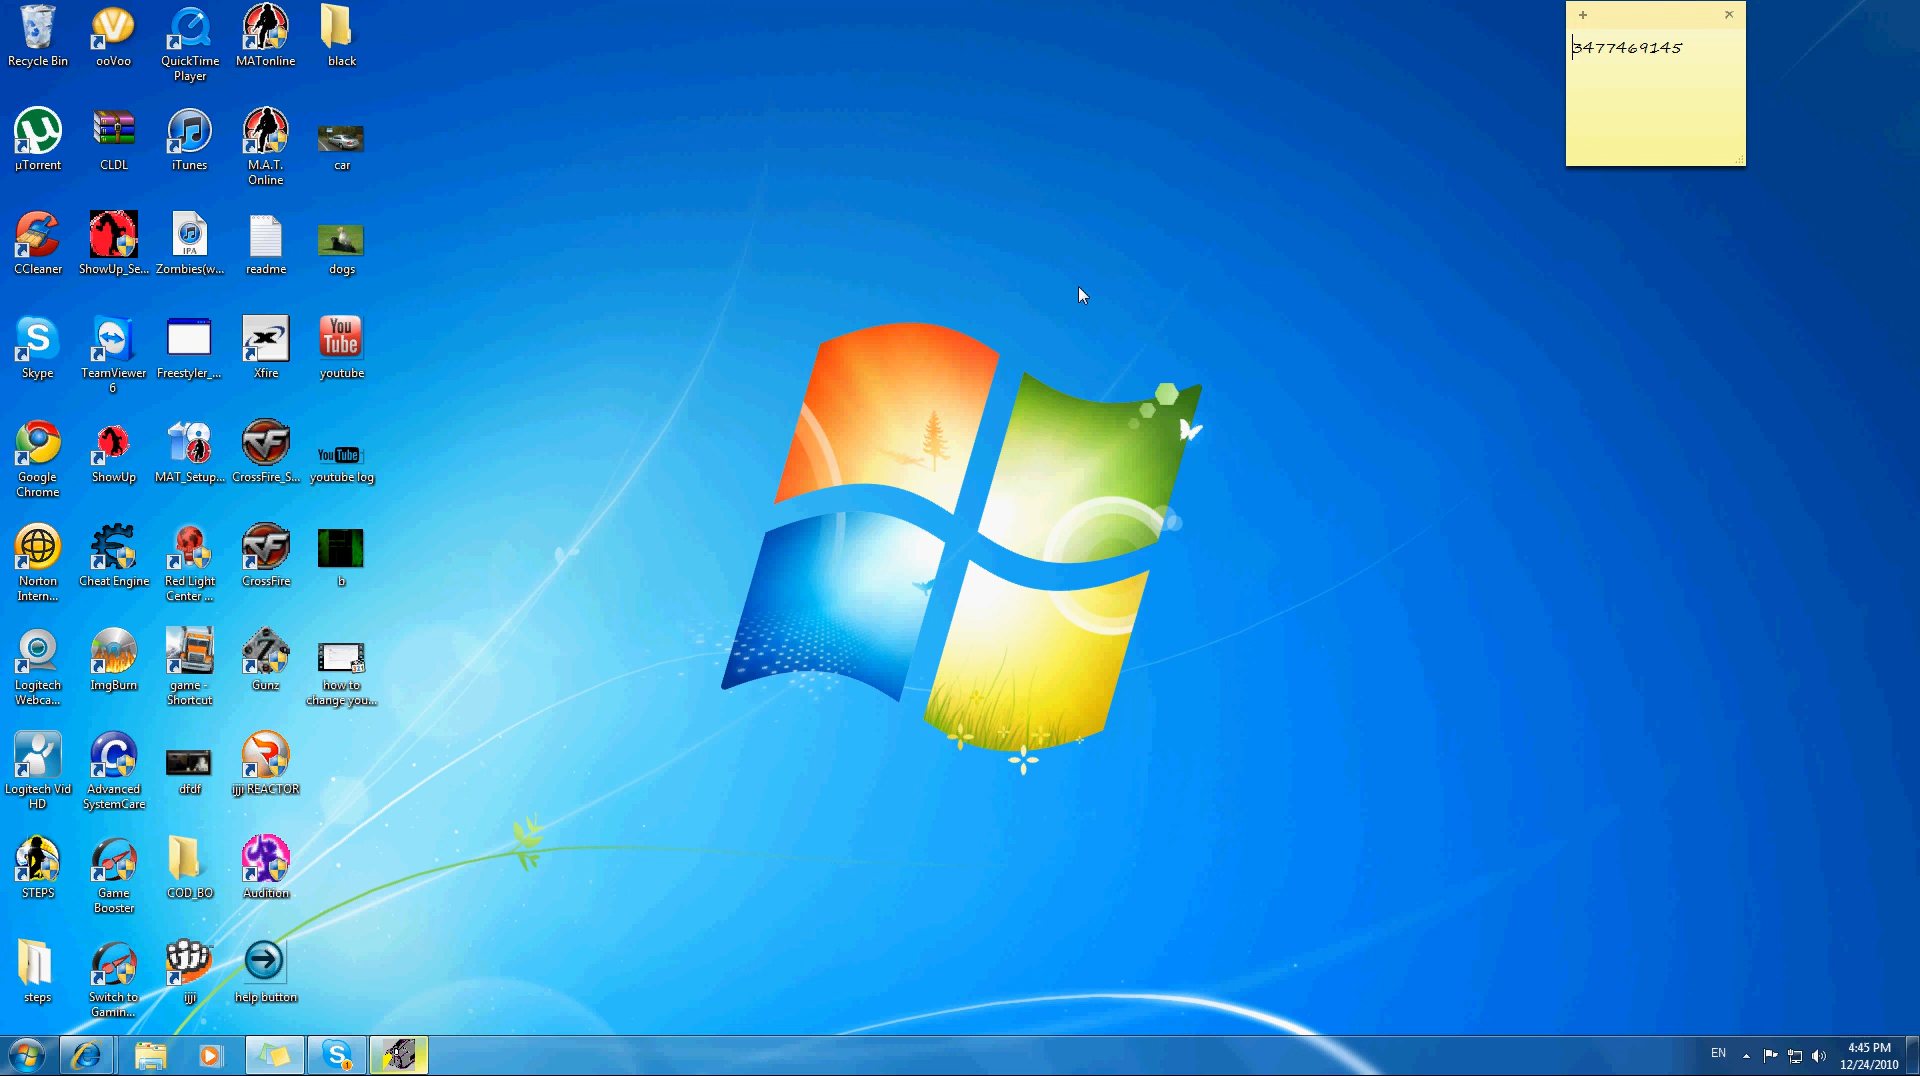 Recycle Bin
ooVoo
QuickTime
Player
MATonline
black
µTorrent
CLDL
iTunes
M.A.T.
Online
car
CCleaner
ShowUp_Se...
IPA
Zombies(w...
readme
dogs
Skype
TeamViewer
6
Freestyler_...
Xfire
You
Tube
youtube
Google
Chrome
ShowUp
MAT_Setup...
CrossFire_S...
YouTube
youtube log
Norton
Intern...
Cheat Engine
Red Light
Center ...
CrossFire
b
Logitech
Webca...
ImgBurn
game -
Shortcut
Gunz
how to
change you...
Logitech Vid
HD
Advanced
SystemCare
dfdf
ijji REACTOR
STEPS
Game
Booster
COD_BO
Audition
steps
Switch to
Gamin...
ijji
help button
3477469145
EN
4:45 PM
12/24/2010